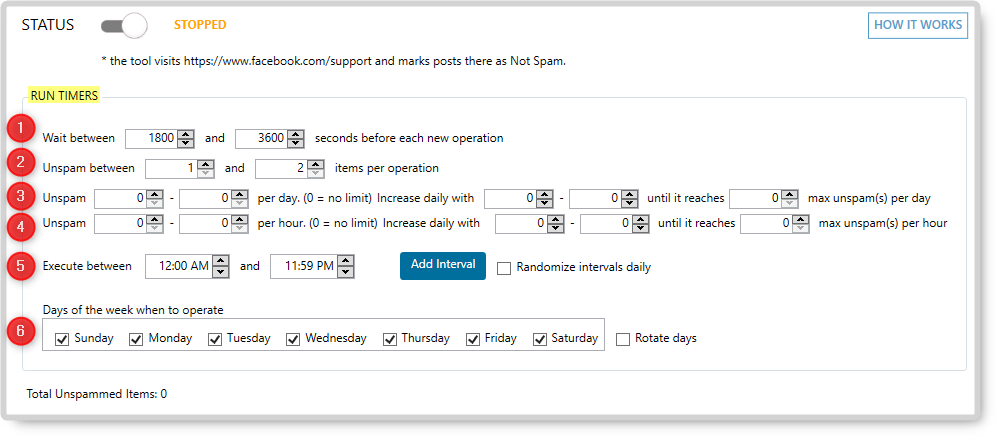 STATUS STOPPED HOW IT WORKS
* the tool visits https://www.facebook.com/support and marks posts there as Not Spam.
RUN TIMERS
1 Wait between 1800 and 3600 seconds before each new operation
2 Unspam between 1 and 2 items per operation
3 Unspam 0 - 0 per day. (0 = no limit) Increase daily with 0 - 0 until it reaches 0 max unspam(s) per day
4 Unspam 0 - 0 per hour. (0 = no limit) Increase daily with 0 - 0 until it reaches 0 max unspam(s) per hour
5 Execute between 12:00 AM and 11:59 PM Add Interval Randomize intervals daily
Days of the week when to operate
6 Sunday Monday Tuesday Wednesday Thursday Friday Saturday Rotate days
Total Unspammed Items: 0